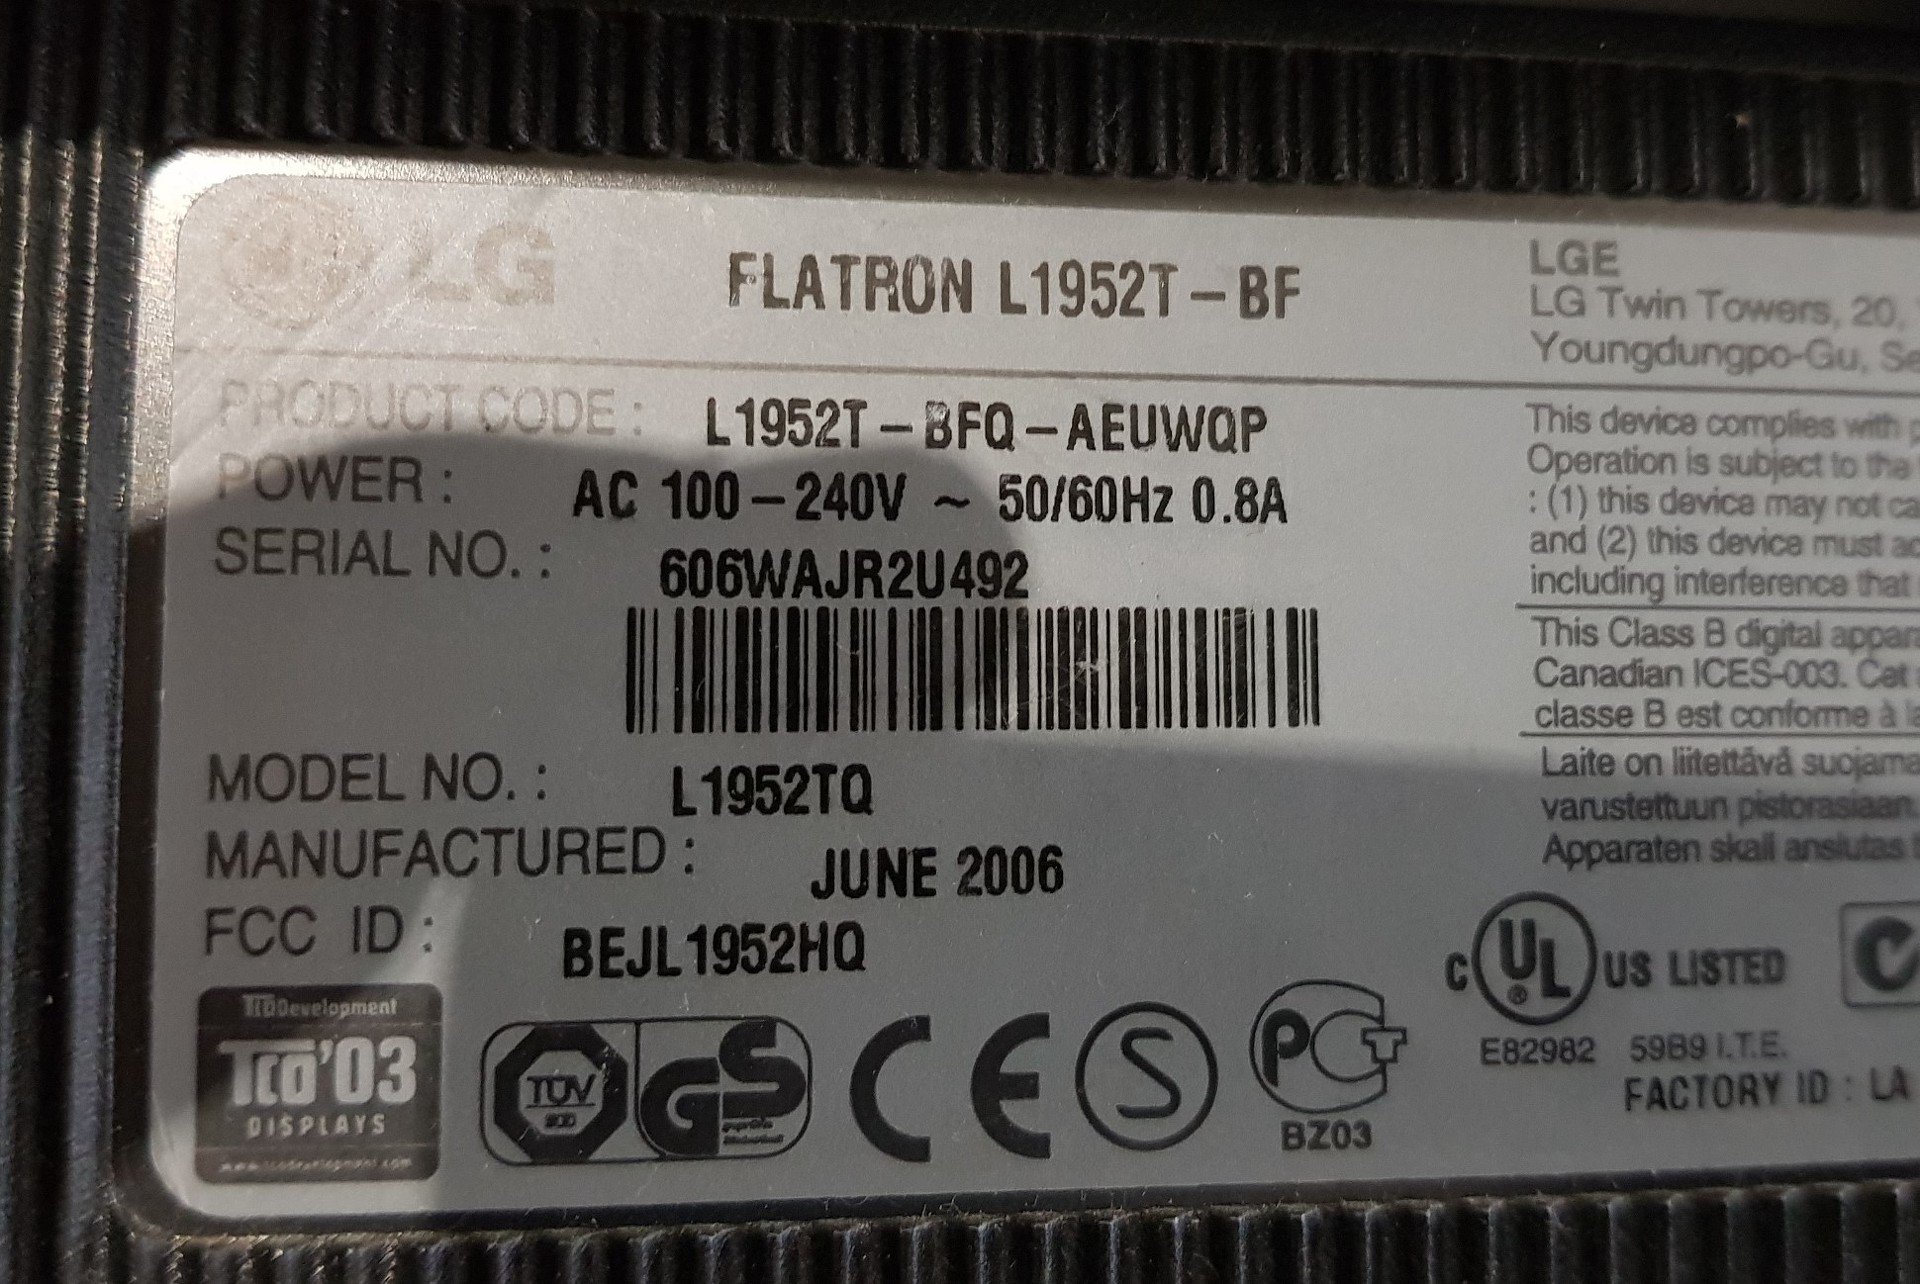 LG
FLATRON L1952T-BF
PRODUCT CODE : L1952T-BFQ-AEUWQP
POWER : AC 100-240V ~ 50/60Hz 0.8A
SERIAL NO. : 606WAJR2U492
MODEL NO. : L1952TQ
MANUFACTURED : JUNE 2006
FCC ID : BEJL1952HQ
TCO Development
TCO'03
DISPLAYS
TÜV
GS
geprüfte
Sicherheit
CE
S
PCT
BZ03
LGE
LG Twin Towers, 20,
Youngdungpo-Gu,
This device complies with
Operation is subject to the
: (1) this device may not
and (2) this device must
including interference that
This Class B digital
Canadian ICES-003. Cet
classe B est conforme à
Laite on liitettävä
varustettuun pistorasiaan.
Apparaten skall anslutas
c UL ® US LISTED
E82982 59B9 I.T.E.
FACTORY ID : LA